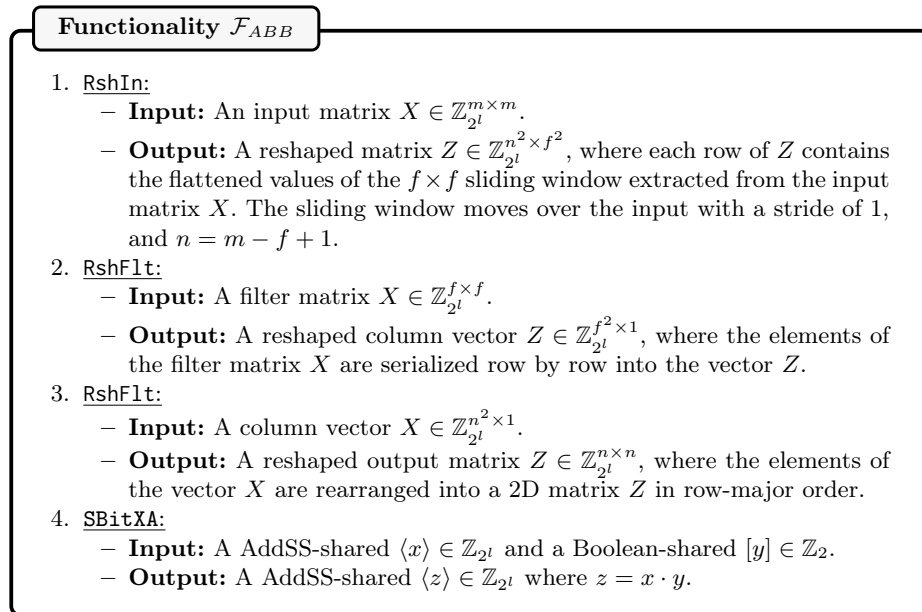 Functionality $\mathcal{F}_{ABB}$
1. RshIn:
– Input: An input matrix $X \in \mathbb{Z}_{2^l}^{m \times m}$.
– Output: A reshaped matrix $Z \in \mathbb{Z}_{2^l}^{n^2 \times f^2}$, where each row of $Z$ contains
the flattened values of the $f \times f$ sliding window extracted from the input
matrix $X$. The sliding window moves over the input with a stride of 1,
and $n = m - f + 1$.
2. RshFlt:
– Input: A filter matrix $X \in \mathbb{Z}_{2^l}^{f \times f}$.
– Output: A reshaped column vector $Z \in \mathbb{Z}_{2^l}^{f^2 \times 1}$, where the elements of
the filter matrix $X$ are serialized row by row into the vector $Z$.
3. RshFlt:
– Input: A column vector $X \in \mathbb{Z}_{2^l}^{n^2 \times 1}$.
– Output: A reshaped output matrix $Z \in \mathbb{Z}_{2^l}^{n \times n}$, where the elements of
the vector $X$ are rearranged into a 2D matrix $Z$ in row-major order.
4. SBitXA:
– Input: A AddSS-shared $\langle x \rangle \in \mathbb{Z}_{2^l}$ and a Boolean-shared $[y] \in \mathbb{Z}_2$.
– Output: A AddSS-shared $\langle z \rangle \in \mathbb{Z}_{2^l}$ where $z = x \cdot y$.